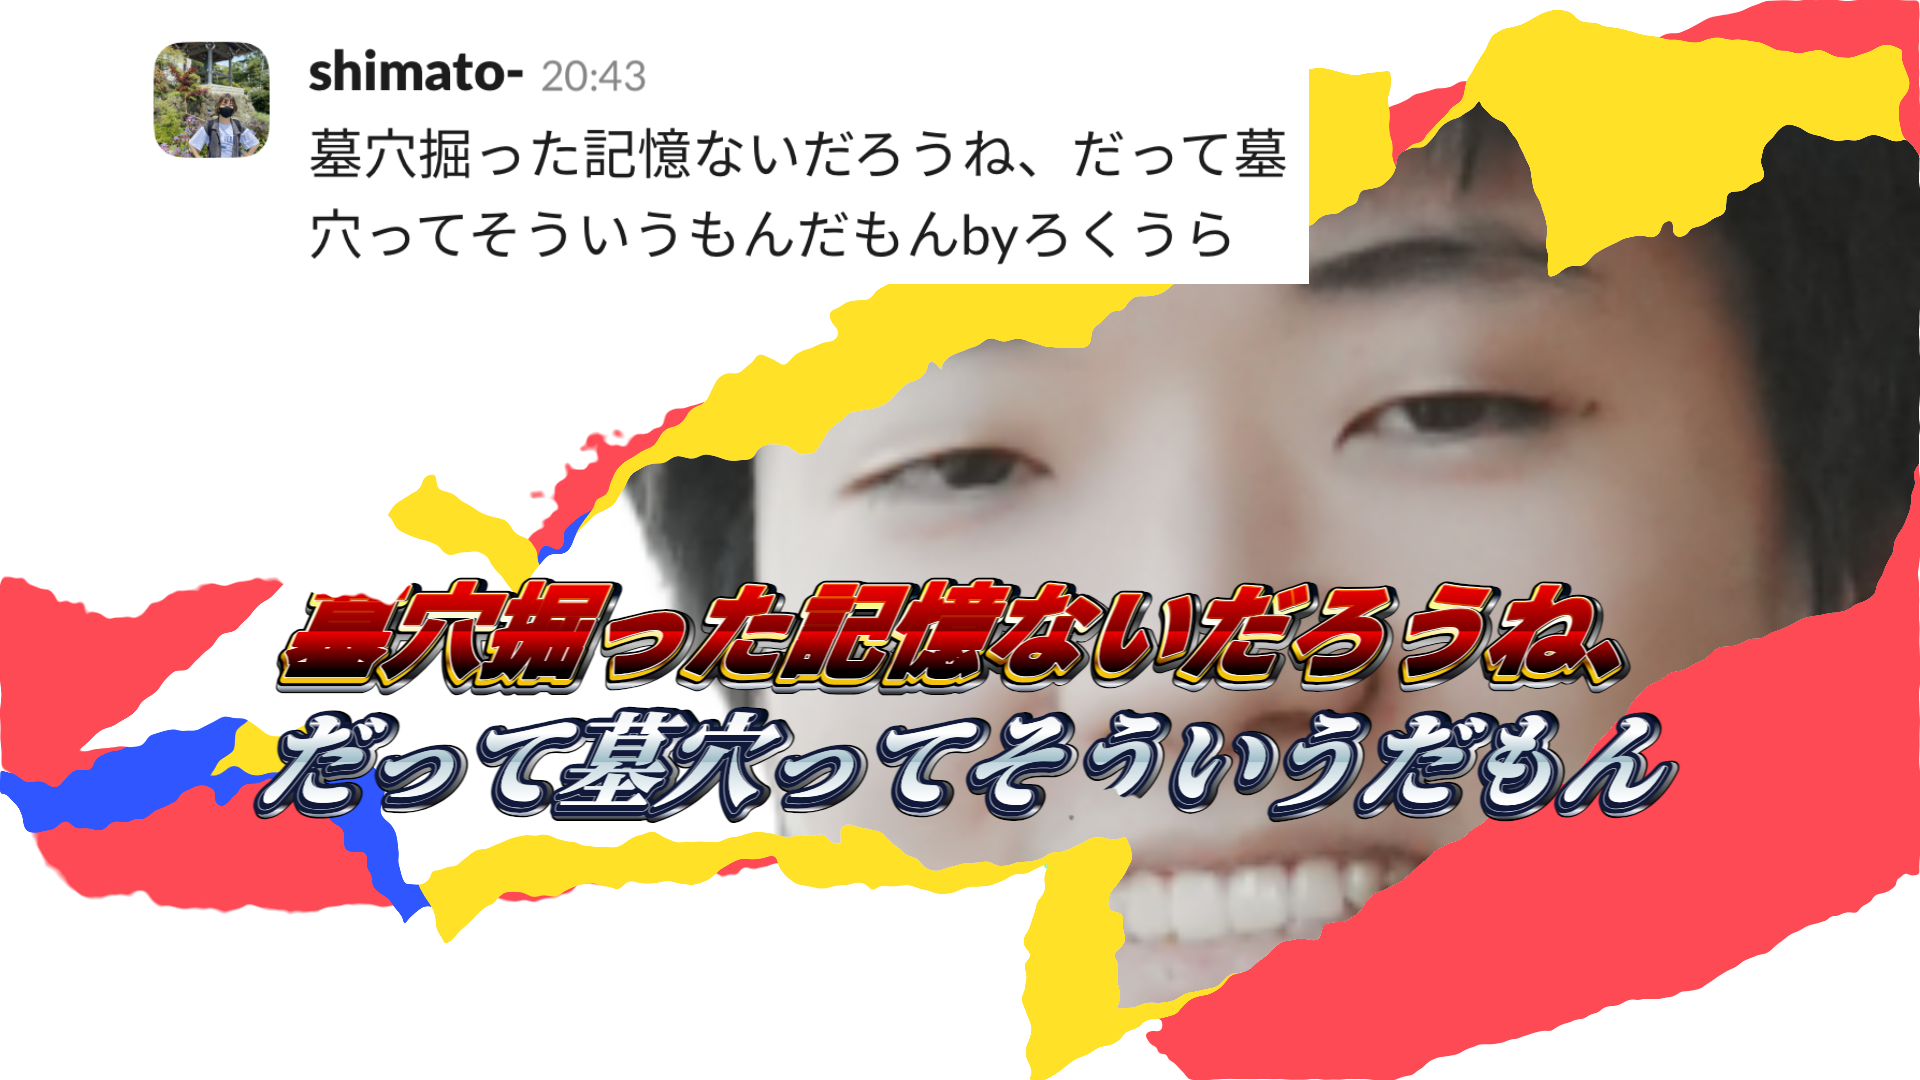 shimato- 20:43
墓穴掘った記憶ないだろうね、だって墓
穴ってそういうもんだもんbyろくうら
墓穴掘った記憶ないだろうね、
だって墓穴ってそういうだもん